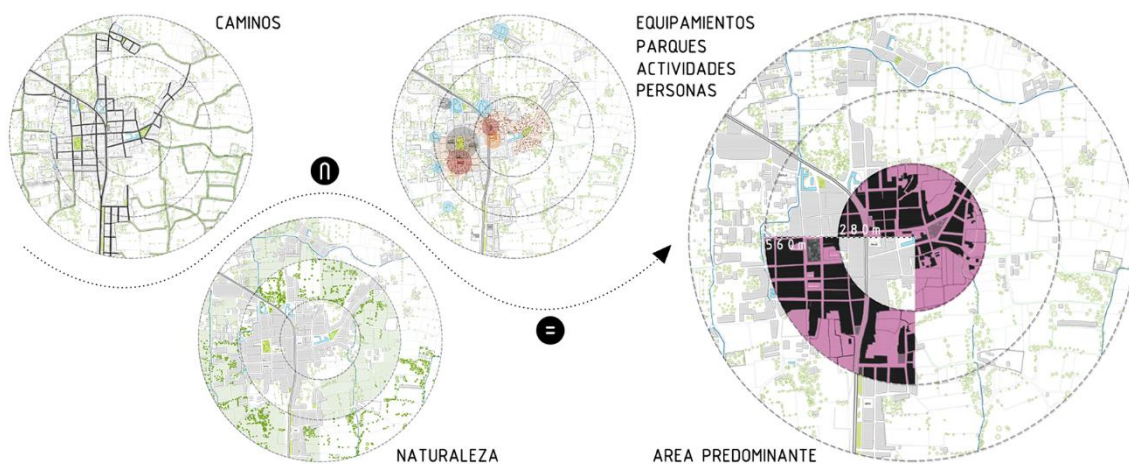 CAMINOS
EQUIPAMIENTOS
PARQUES
ACTIVIDADES
PERSONAS
∩
280m
560m
=
NATURALEZA
AREA PREDOMINANTE